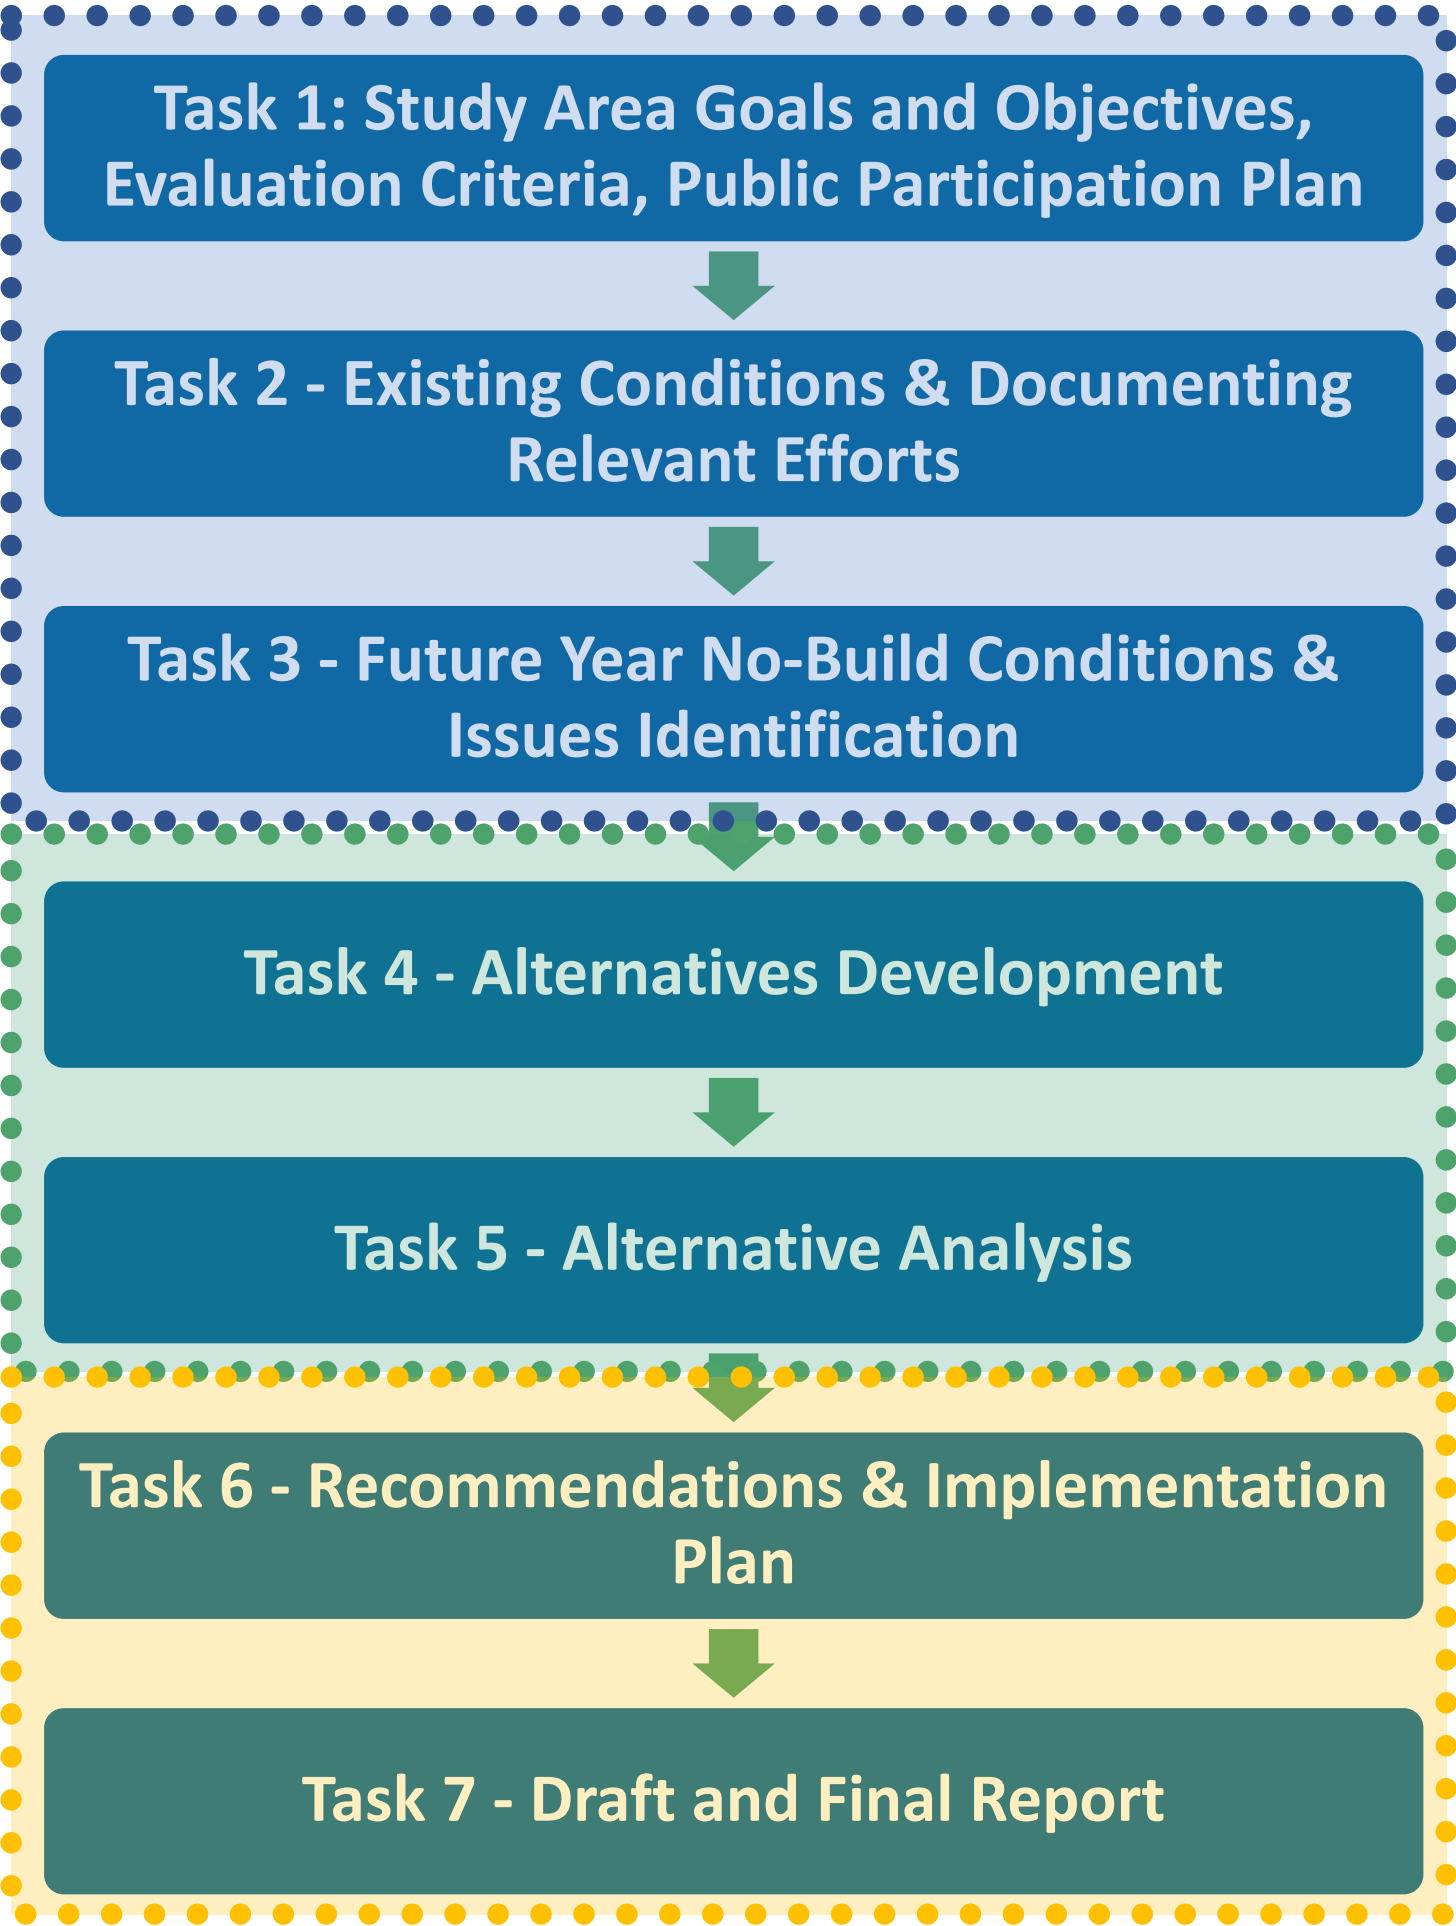 Task 1: Study Area Goals and Objectives,
Evaluation Criteria, Public Participation Plan
Task 2 - Existing Conditions & Documenting
Relevant Efforts
Task 3 - Future Year No-Build Conditions &
Issues Identification
Task 4 - Alternatives Development
Task 5 - Alternative Analysis
Task 6 - Recommendations & Implementation
Plan
Task 7 - Draft and Final Report